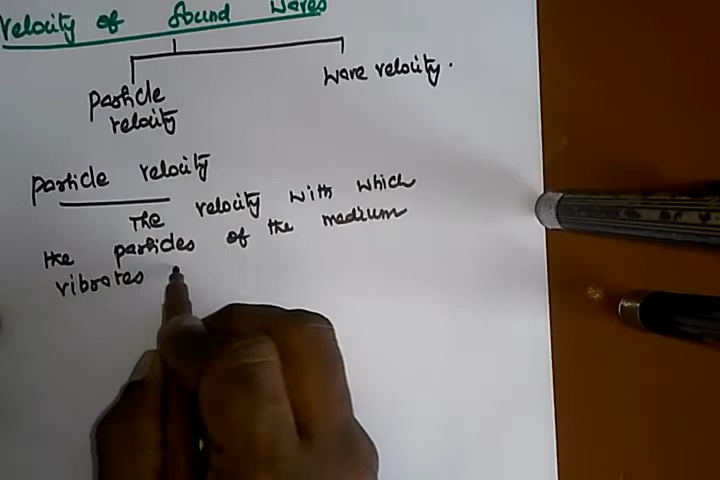 Velocity of Sound Waves
Particle
velocity
Wave velocity.
Particle velocity
The velocity with which
the particles of the medium
vibrates